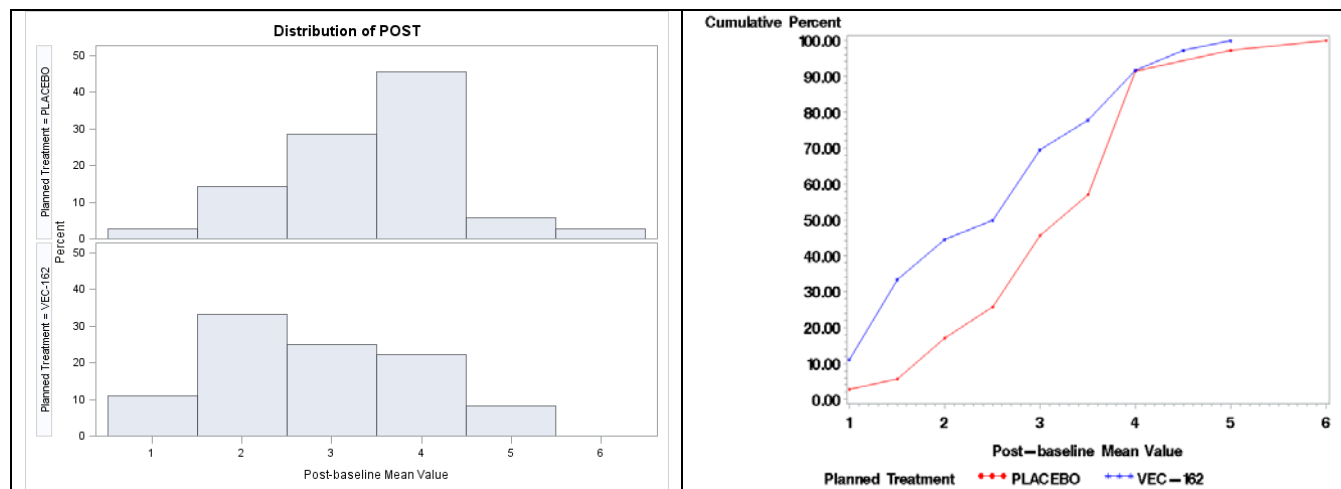 Distribution of POST
Planned Treatment = PLACEBO
50
40
30
20
10
0
Percent
Planned Treatment = VEC-162
50
40
30
20
10
0
1 2 3 4 5 6
Post-baseline Mean Value
Cumulative Percent
100.00
90.00
80.00
70.00
60.00
50.00
40.00
30.00
20.00
10.00
0.00
1 2 3 4 5 6
Post—baseline Mean Value
Planned Treatment PLACEBO VEC—162